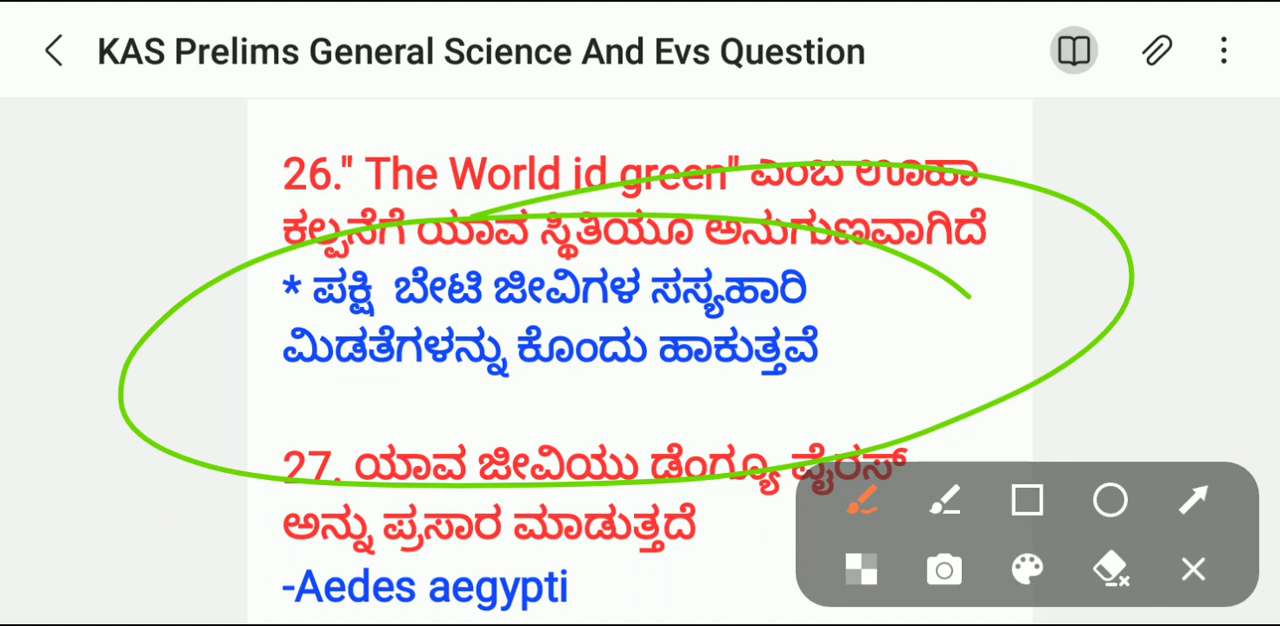 KAS Prelims General Science And Evs Question
26." The World id green" ಎಂಬ ಊಹಾ
ಕಲ್ಪನೆಗೆ ಯಾವ ಸ್ಥಿತಿಯೂ ಅನುಗುಣವಾಗಿದೆ
* ಪಕ್ಷಿ ಬೇಟೆ ಜೀವಿಗಳ ಸಸ್ಯಹಾರಿ
ಮಿಡತೆಗಳನ್ನು ಕೊಂದು ಹಾಕುತ್ತವೆ
27. ಯಾವ ಜೀವಿಯು ಡೆಂಗ್ಯೂ ವೈರಸ್
ಅನ್ನು ಪ್ರಸಾರ ಮಾಡುತ್ತದೆ
-Aedes aegypti